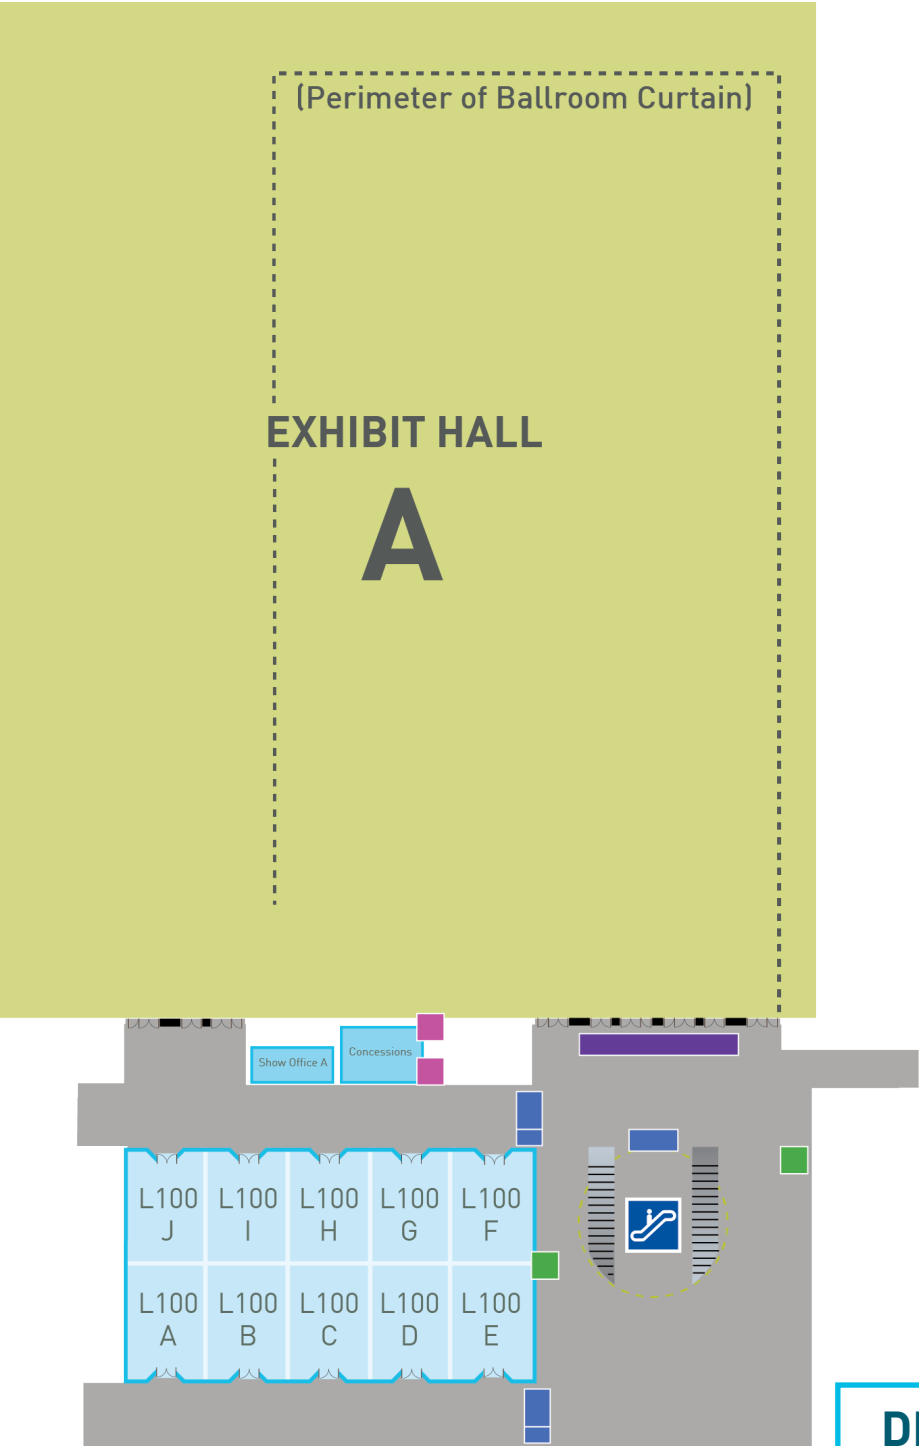 (Perimeter of Ballroom Curtain)
EXHIBIT HALL
A
Concessions
Show Office A
L100 L100 L100 L100 L100
J I H G F
L100 L100 L100 L100 L100
A B C D E